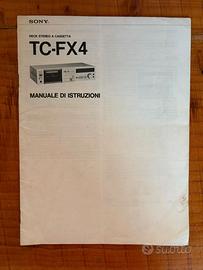 SONY
DECK STEREO A CASSETTA
TC-FX4
MANUALE DI ISTRUZIONI
subito